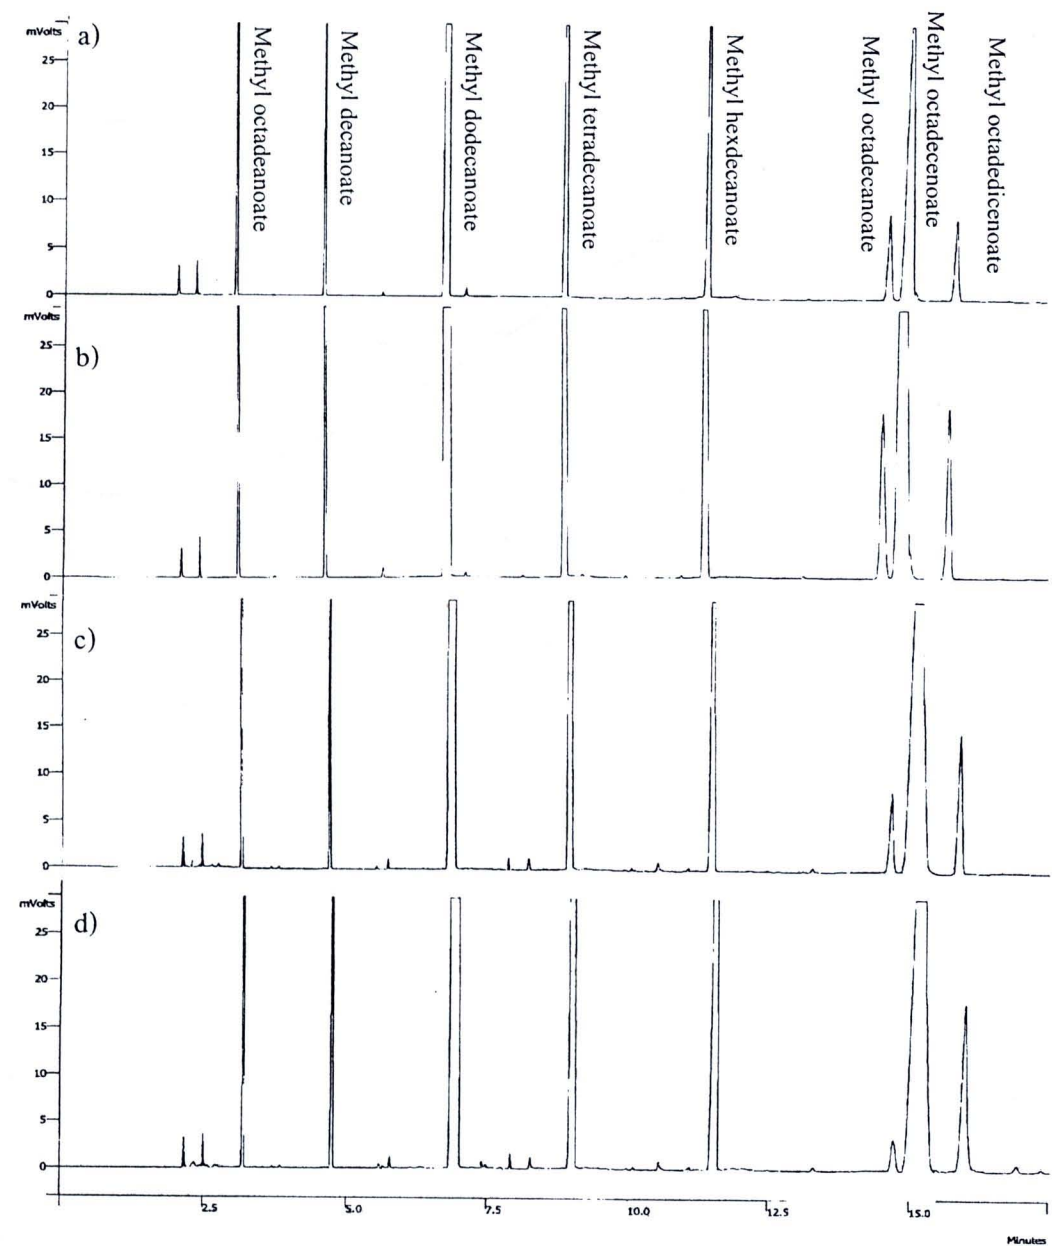 mVolts
a)
25
20
15
10
5
0
Methyl octadeanoate
Methyl decanoate
Methyl dodecanoate
Methyl tetradecanoate
Methyl hexdecanoate
Methyl octadecanoate
Methyl octadecenoate
Methyl octadedicenoate
mVolts
b)
25
20
15
10
5
0
mVolts
c)
25
20
15
10
5
0
mVolts
d)
25
20
15
10
5
0
2.5
5.0
7.5
10.0
12.5
15.0
Minutes